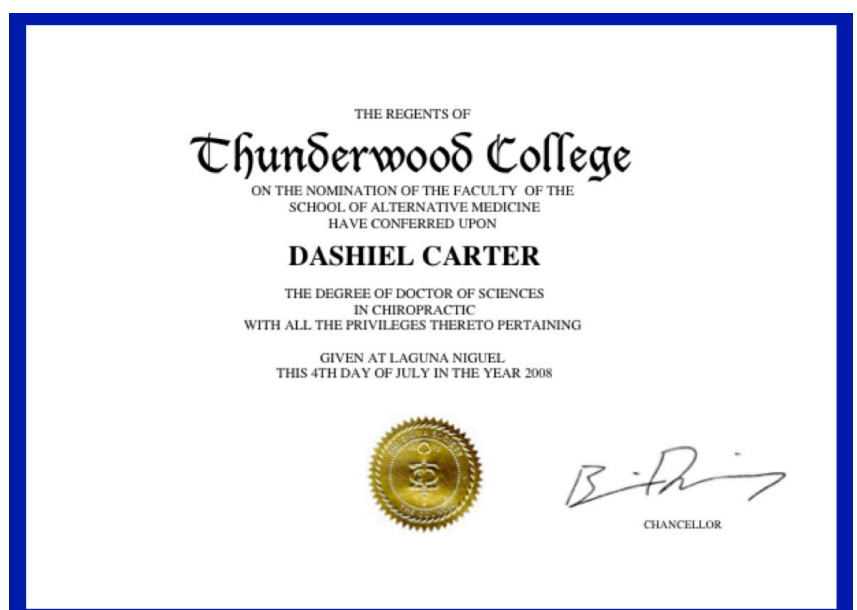 THE REGENTS OF
Thunderwood College
ON THE NOMINATION OF THE FACULTY OF THE
SCHOOL OF ALTERNATIVE MEDICINE
HAVE CONFERRED UPON
DASHIEL CARTER
THE DEGREE OF DOCTOR OF SCIENCES
IN CHIROPRACTIC
WITH ALL THE PRIVILEGES THERETO PERTAINING
GIVEN AT LAGUNA NIGUEL
THIS 4TH DAY OF JULY IN THE YEAR 2008
CHANCELLOR